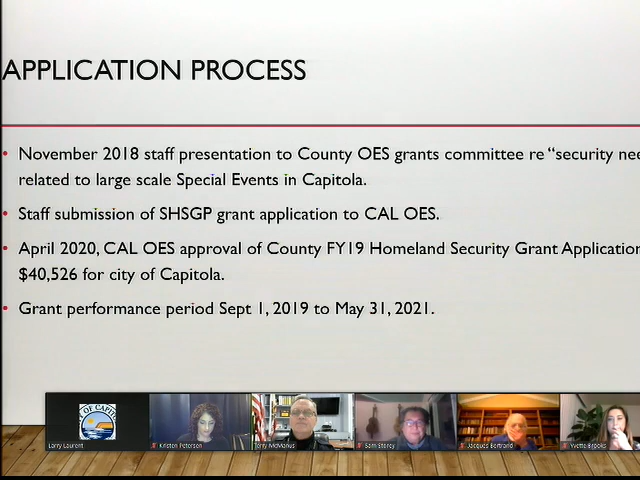 APPLICATION PROCESS
• November 2018 staff presentation to County OES grants committee re “security nee
related to large scale Special Events in Capitola.
• Staff submission of SHSGP grant application to CAL OES.
• April 2020, CAL OES approval of County FY19 Homeland Security Grant Application
$40,526 for city of Capitola.
• Grant performance period Sept 1, 2019 to May 31, 2021.
OF CAPIT
Larry Laurent
Kristen Petersen
Terry McManus
Sam Storey
Jacques Bertrand
Yvette Brooks